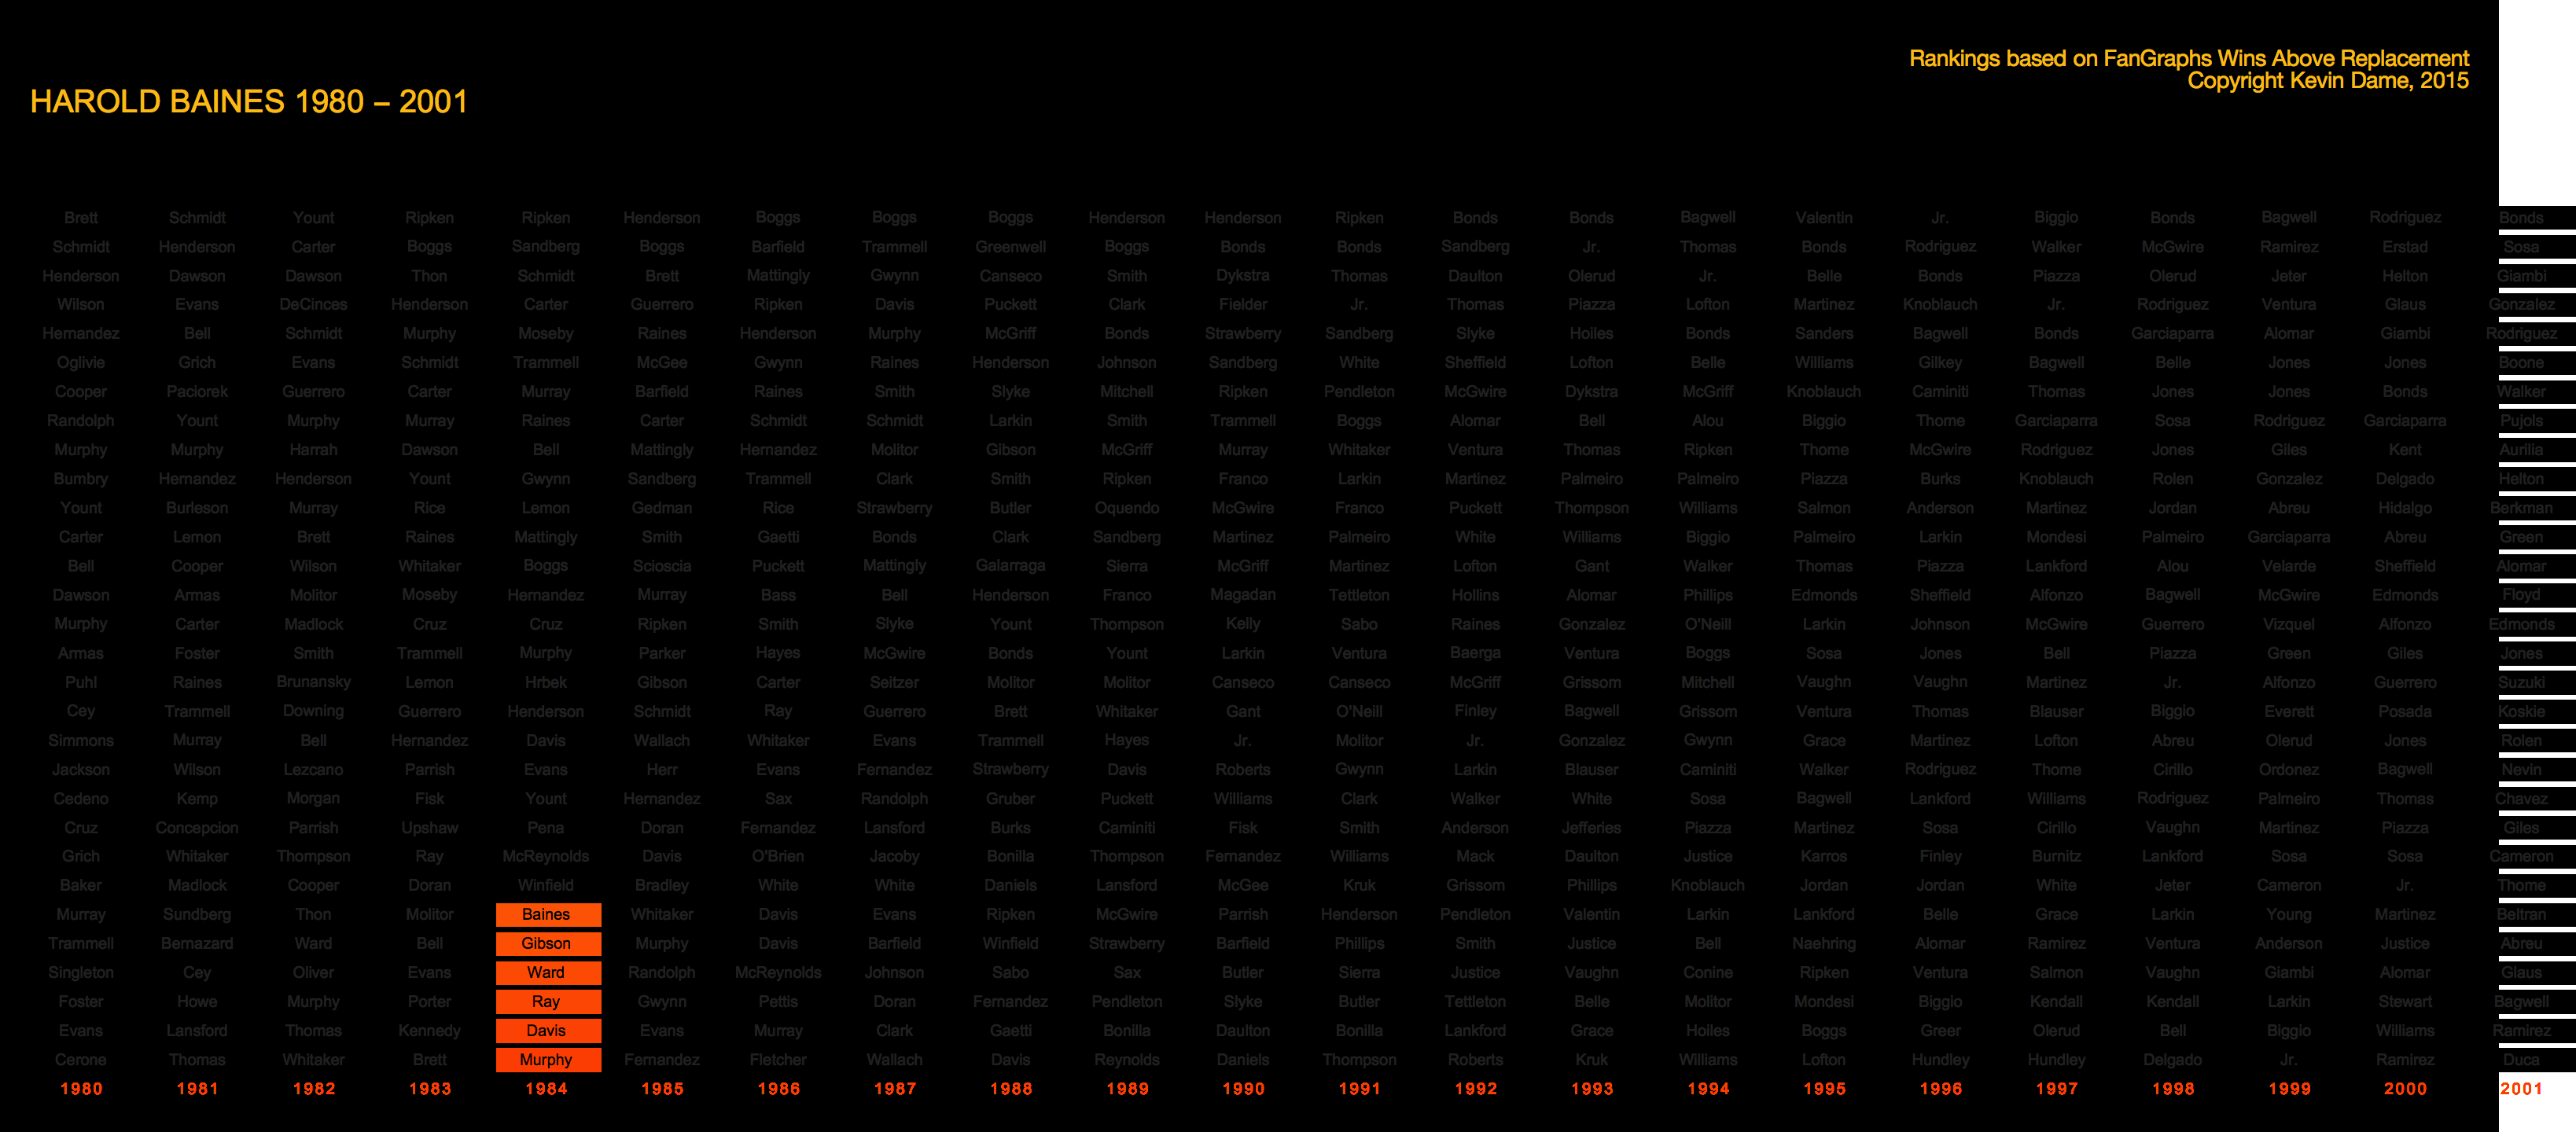 Rankings based on FanGraphs Wins Above Replacement
Copyright Kevin Dame, 2015
HAROLD BAINES 1980 – 2001
Brett Schmidt Yount Ripken Ripken Henderson Boggs Boggs Boggs Henderson Henderson Ripken Bonds Bonds Bagwell Valentin Jr. Biggio Bonds Bagwell Rodriguez Bonds
Schmidt Henderson Carter Boggs Sandberg Boggs Barfield Trammell Greenwell Boggs Bonds Bonds Sandberg Jr. Thomas Bonds Rodriguez Walker McGwire Ramirez Erstad Sosa
Henderson Dawson Dawson Thon Schmidt Brett Mattingly Gwynn Canseco Smith Dykstra Thomas Daulton Olerud Jr. Belle Bonds Piazza Olerud Jeter Helton Giambi
Wilson Evans DeCinces Henderson Carter Guerrero Ripken Davis Puckett Clark Fielder Jr. Thomas Piazza Lofton Martinez Knoblauch Jr. Rodriguez Ventura Glaus Gonzalez
Hernandez Bell Schmidt Murphy Moseby Raines Henderson Murphy McGriff Bonds Strawberry Sandberg Slyke Hoiles Bonds Sanders Bagwell Bonds Garciaparra Alomar Giambi Rodriguez
Oglivie Grich Evans Schmidt Trammell McGee Gwynn Raines Henderson Johnson Sandberg White Sheffield Lofton Belle Williams Gilkey Bagwell Belle Jones Jones Boone
Cooper Paciorek Guerrero Carter Murray Barfield Raines Smith Slyke Mitchell Ripken Pendleton McGwire Dykstra McGriff Knoblauch Caminiti Thomas Jones Jones Bonds Walker
Randolph Yount Murphy Murray Raines Carter Schmidt Schmidt Larkin Smith Trammell Boggs Alomar Bell Alou Biggio Thome Garciaparra Sosa Rodriguez Garciaparra Pujols
Murphy Murphy Harrah Dawson Bell Mattingly Hernandez Molitor Gibson McGriff Murray Whitaker Ventura Thomas Ripken Thome McGwire Rodriguez Jones Giles Kent Aurilla
Bumbry Hernandez Henderson Yount Gwynn Sandberg Trammell Clark Smith Ripken Franco Larkin Martinez Palmeiro Palmeiro Piazza Burks Knoblauch Rolen Gonzalez Delgado Helton
Yount Burleson Murray Rice Lemon Gedman Rice Strawberry Butler Oquendo McGwire Franco Puckett Thompson Williams Salmon Anderson Martinez Jordan Abreu Hidalgo Berkman
Carter Lemon Brett Raines Mattingly Smith Gaetti Bonds Clark Sandberg Martinez Palmeiro White Williams Biggio Palmeiro Larkin Mondesi Palmeiro Garciaparra Abreu Green
Bell Cooper Wilson Whitaker Boggs Scioscia Puckett Mattingly Galarraga Sierra McGriff Martinez Lofton Gant Walker Thomas Piazza Lankford Alou Velarde Sheffield Alomar
Dawson Armas Molitor Moseby Hernandez Murray Bass Bell Henderson Franco Magadan Tettleton Hollins Alomar Phillips Edmonds Sheffield Alfonzo Bagwell McGwire Edmonds Floyd
Murphy Carter Madlock Cruz Cruz Ripken Smith Slyke Yount Thompson Kelly Sabo Raines Gonzalez O'Neill Larkin Johnson McGwire Guerrero Vizquel Alfonzo Edmonds
Armas Foster Smith Trammell Murphy Parker Hayes McGwire Bonds Yount Larkin Ventura Baerga Ventura Boggs Sosa Jones Bell Piazza Green Giles Jones
Puhl Raines Brunansky Lemon Hrbek Gibson Carter Seitzer Molitor Molitor Canseco Canseco McGriff Grissom Mitchell Vaughn Vaughn Martinez Jr. Alfonzo Guerrero Suzuki
Cey Trammell Downing Guerrero Henderson Schmidt Ray Guerrero Brett Whitaker Gant O'Neill Finley Bagwell Grissom Ventura Thomas Blauser Biggio Everett Posada Koskie
Simmons Murray Bell Hernandez Davis Wallach Whitaker Evans Trammell Hayes Jr. Molitor Jr. Gonzalez Gwynn Grace Martinez Lofton Abreu Olerud Jones Rolen
Jackson Wilson Lezcano Parrish Evans Herr Evans Fernandez Strawberry Davis Roberts Gwynn Larkin Blauser Caminiti Walker Rodriguez Thome Cirillo Ordonez Bagwell Nevin
Cedeno Kemp Morgan Fisk Yount Hernandez Sax Randolph Gruber Puckett Williams Clark Walker White Sosa Bagwell Lankford Williams Rodriguez Palmeiro Thomas Chavez
Cruz Concepcion Parrish Upshaw Pena Doran Fernandez Lansford Burks Caminiti Fisk Smith Anderson Jefferies Piazza Martinez Sosa Cirillo Vaughn Martinez Piazza Giles
Grich Whitaker Thompson Ray McReynolds Davis O'Brien Jacoby Bonilla Thompson Fernandez Williams Mack Daulton Justice Karros Finley Burnitz Lankford Sosa Sosa Cameron
Baker Madlock Cooper Doran Winfield Bradley White White Daniels Lansford McGee Kruk Grissom Phillips Knoblauch Jordan Jordan White Jeter Cameron Jr. Thome
Murray Sundberg Thon Molitor Baines Whitaker Davis Evans Ripken McGwire Parrish Henderson Pendleton Valentin Larkin Lankford Belle Grace Larkin Young Martinez Beltran
Trammell Bernazard Ward Bell Gibson Murphy Davis Barfield Winfield Strawberry Barfield Phillips Smith Justice Bell Naehring Alomar Ramirez Ventura Anderson Justice Abreu
Singleton Cey Oliver Evans Ward Randolph McReynolds Johnson Sabo Sax Butler Sierra Justice Vaughn Conine Ripken Ventura Salmon Vaughn Giambi Alomar Glaus
Foster Howe Murphy Porter Ray Gwynn Pettis Doran Fernandez Pendleton Slyke Butler Tettleton Belle Molitor Mondesi Biggio Kendall Kendall Larkin Stewart Bagwell
Evans Lansford Thomas Kennedy Davis Evans Murray Clark Gaetti Bonilla Daulton Bonilla Lankford Grace Hoiles Boggs Greer Olerud Bell Biggio Williams Ramirez
Cerone Thomas Whitaker Brett Murphy Fernandez Fletcher Wallach Davis Reynolds Daniels Thompson Roberts Kruk Williams Lofton Hundley Hundley Delgado Jr. Ramirez Duca
1980 1981 1982 1983 1984 1985 1986 1987 1988 1989 1990 1991 1992 1993 1994 1995 1996 1997 1998 1999 2000 2001